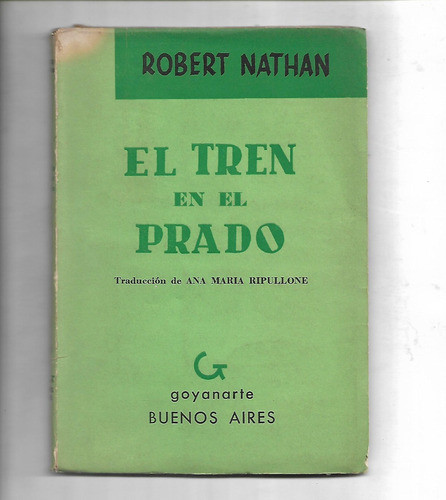 ROBERT NATHAN
EL TREN
EN EL
PRADO
Traducción de ANA MARIA RIPULLONE
G
goyanarte
BUENOS AIRES